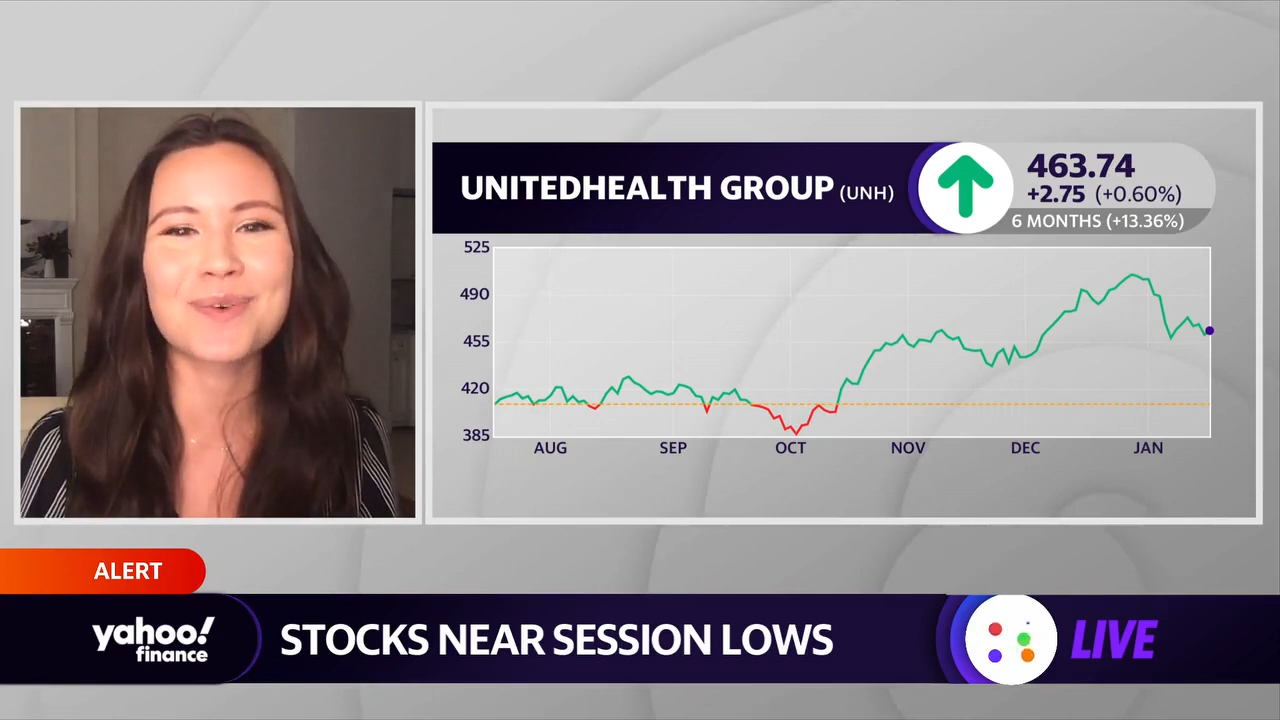 UNITEDHEALTH GROUP (UNH)
463.74
+2.75 (+0.60%)
6 MONTHS (+13.36%)
525
490
455
420
385
AUG SEP OCT NOV DEC JAN
ALERT
yahoo!
finance
STOCKS NEAR SESSION LOWS
LIVE